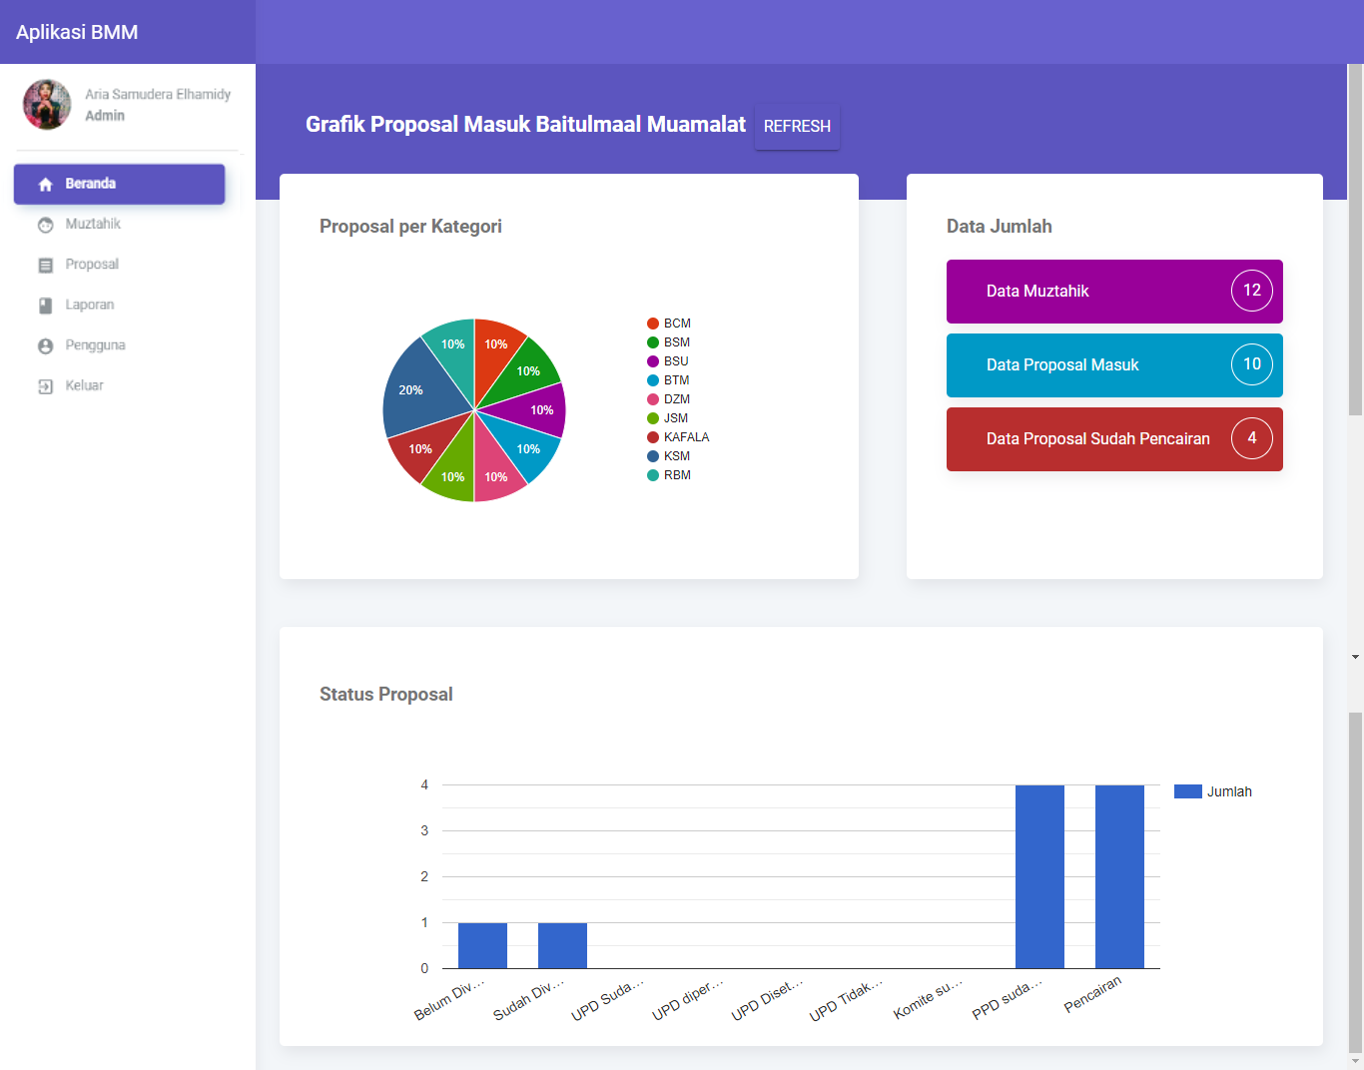 Aplikasi BMM
Aria Samudera Elhamidy
Admin
Beranda
Muztahik
Proposal
Laporan
Pengguna
Keluar
Grafik Proposal Masuk Baitulmaal Muamalat REFRESH
Proposal per Kategori
10%
10%
10%
10%
10%
10%
10%
10%
20%
10%
BCM
BSM
BSU
BTM
DZM
JSM
KAFALA
KSM
RBM
Data Jumlah
Data Muztahik 12
Data Proposal Masuk 10
Data Proposal Sudah Pencairan 4
Status Proposal
4
3
2
1
0
Jumlah
Belum Div...
Sudah Div...
UPD Suda...
UPD diper...
UPD Diset...
UPD Tidak...
Komite su...
PPD suda...
Pencairan